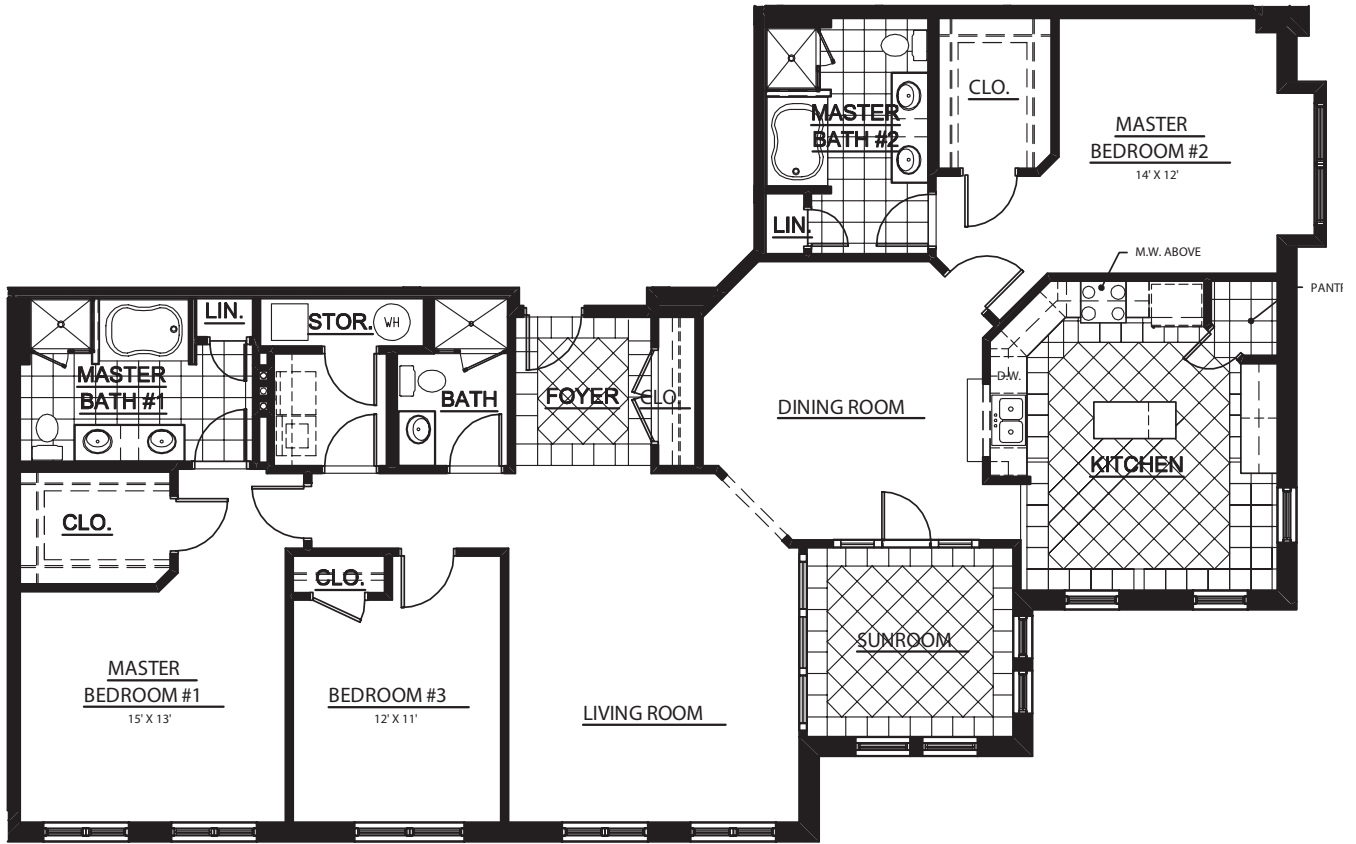 MASTER
BATH #2
CLO.
MASTER
BEDROOM #2
14' X 12'
LIN.
M.W. ABOVE
PANTR
LIN.
STOR.
WH
MASTER
BATH #1
BATH
FOYER
CLO.
DINING ROOM
D.W.
KITCHEN
CLO.
CLO.
SUNROOM
MASTER
BEDROOM #1
15' X 13'
BEDROOM #3
12' X 11'
LIVING ROOM